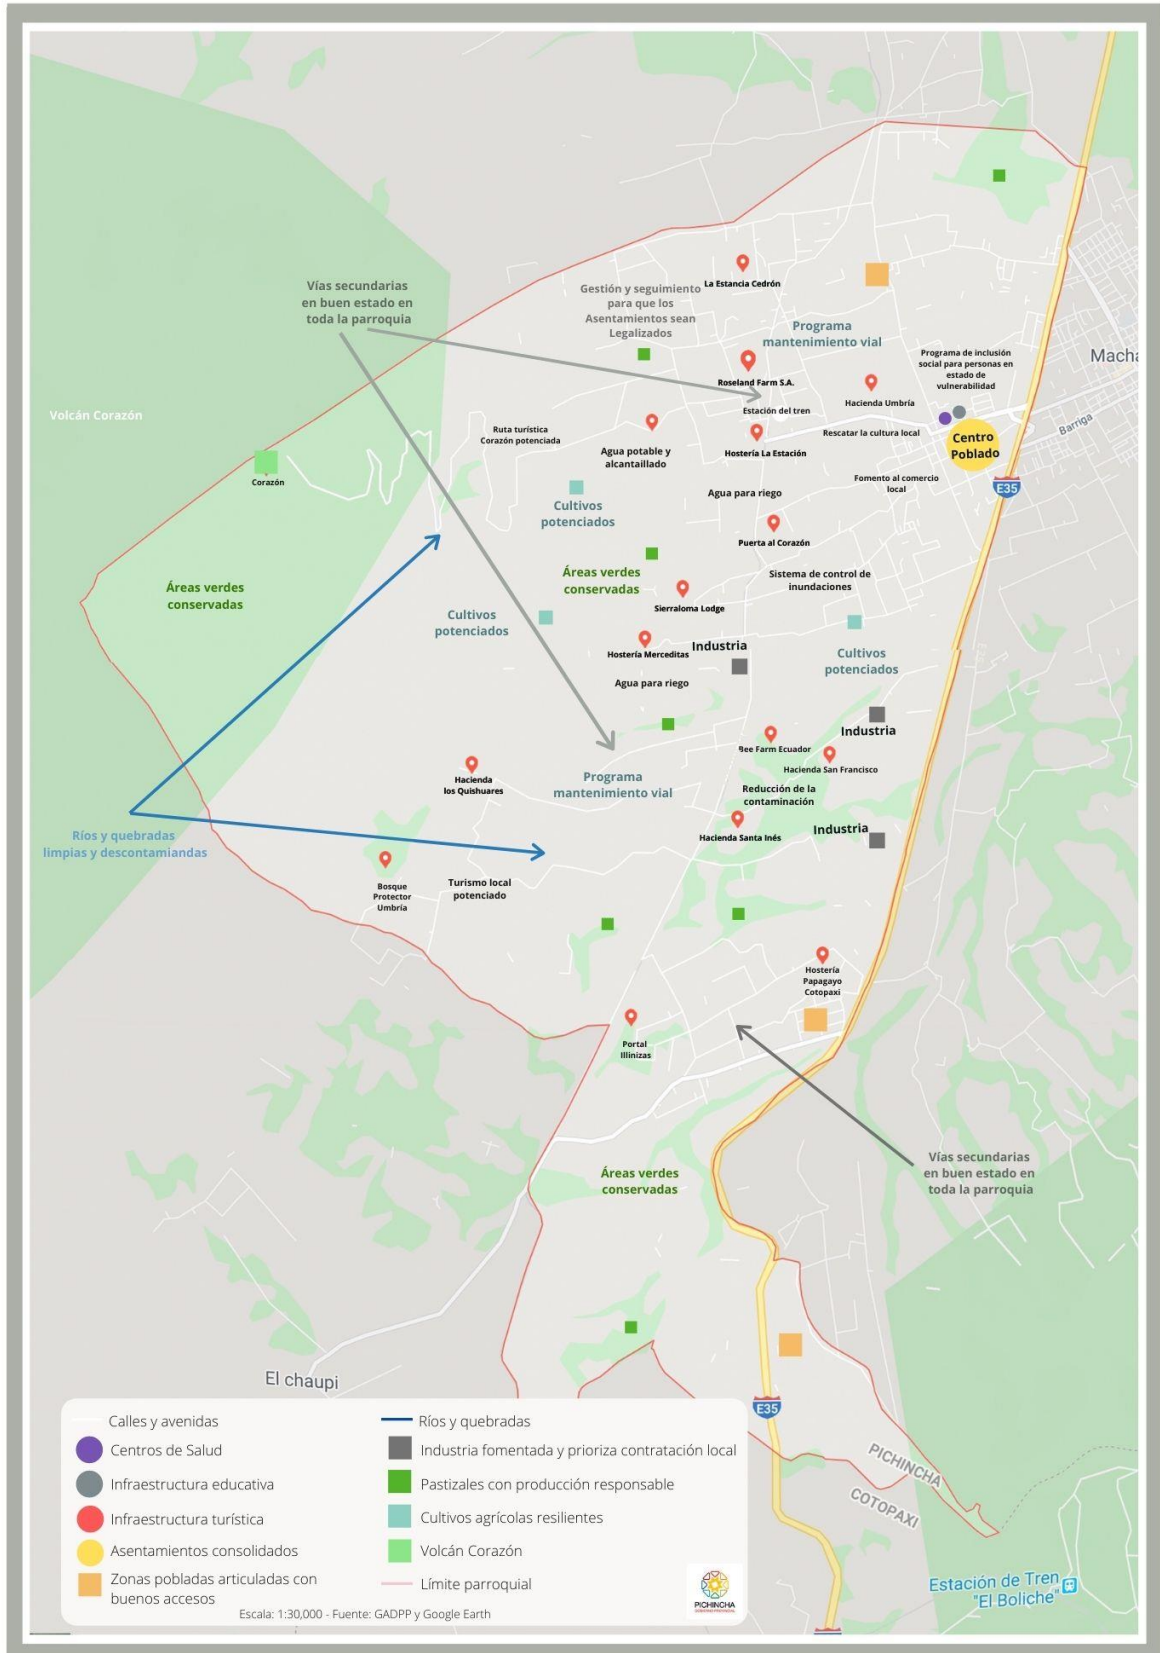 Vías secundarias
en buen estado en
toda la parroquia
Gestión y seguimiento
para que los
Asentamientos sean
Legalizados
La Estancia Cedrón
Programa
mantenimiento vial
Programa de inclusión
social para personas en
estado de
vulnerabilidad
Macha
Roseland Farm S.A.
Hacienda Umbría
Volcán Corazón
Estación del tren
Barriga
Ruta turística
Corazón potenciada
Rescatar la cultura local
Centro
Poblado
Agua potable y
alcantaillado
Hostería La Estación
Corazón
Fomento al comercio
local
E35
Agua para riego
Cultivos
potenciados
Puerta al Corazón
Áreas verdes
conservadas
Áreas verdes
conservadas
Sistema de control de
inundaciones
Sierraloma Lodge
Cultivos
potenciados
Hostería Merceditas
Industria
Cultivos
potenciados
Agua para riego
Industria
Bee Farm Ecuador
Hacienda San Francisco
Hacienda
los Quishuares
Programa
mantenimiento vial
Reducción de la
contaminación
Ríos y quebradas
limpias y descontamiandas
Hacienda Santa Inés
Industria
Bosque
Protector
Umbría
Turismo local
potenciado
Hostería
Papagayo
Cotopaxi
Portal
Illinizas
Vías secundarias
en buen estado en
toda la parroquia
Áreas verdes
conservadas
El chaupi
E35
PICHINCHA
COTOPAXI
Estación de Tren
"El Boliche"
Calles y avenidas
Centros de Salud
Infraestructura educativa
Infraestructura turística
Asentamientos consolidados
Zonas pobladas articuladas con
buenos accesos
Ríos y quebradas
Industria fomentada y prioriza contratación local
Pastizales con producción responsable
Cultivos agrícolas resilientes
Volcán Corazón
Límite parroquial
Escala: 1:30,000 - Fuente: GADPP y Google Earth
PICHINCHA